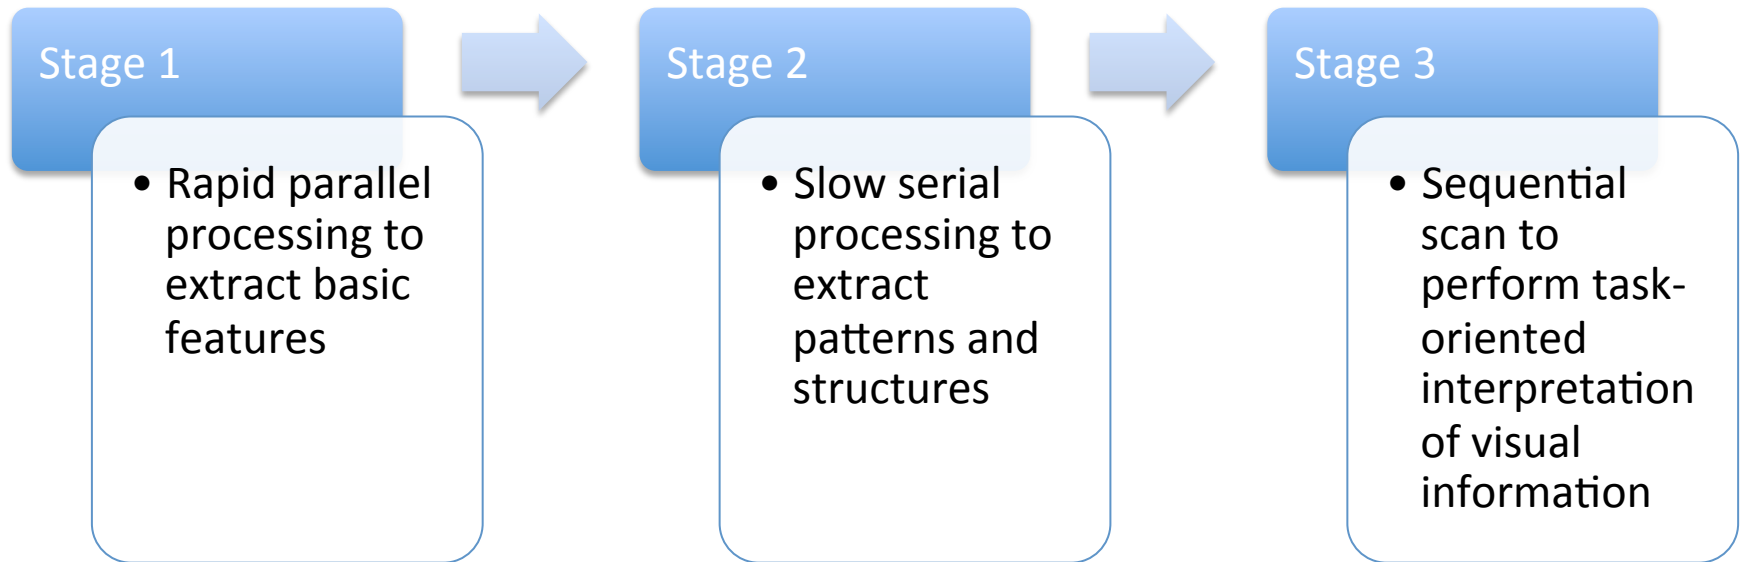 Stage 1
• Rapid parallel
processing to
extract basic
features
Stage 2
• Slow serial
processing to
extract
patterns and
structures
Stage 3
• Sequential
scan to
perform task-
oriented
interpretation
of visual
information